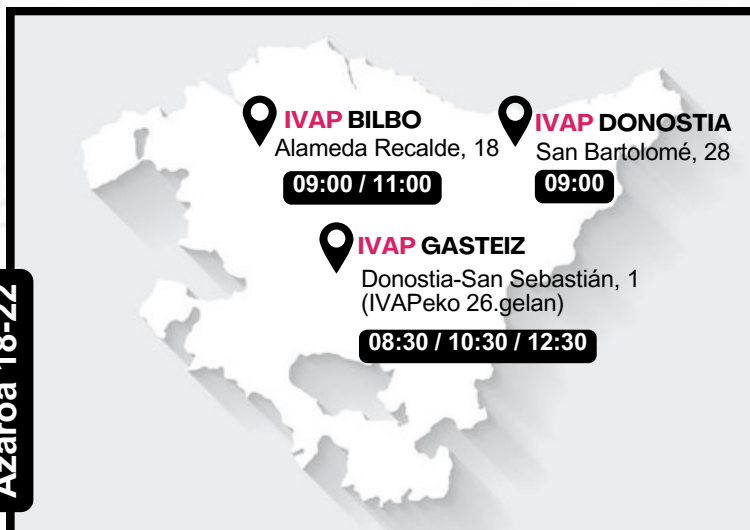 IVAP BILBO
Alameda Recalde, 18
09:00 / 11:00
IVAP DONOSTIA
San Bartolomé, 28
09:00
IVAP GASTEIZ
Donostia-San Sebastián, 1
(IVAPeko 26.gelan)
08:30 / 10:30 / 12:30
Azaroa 18-22